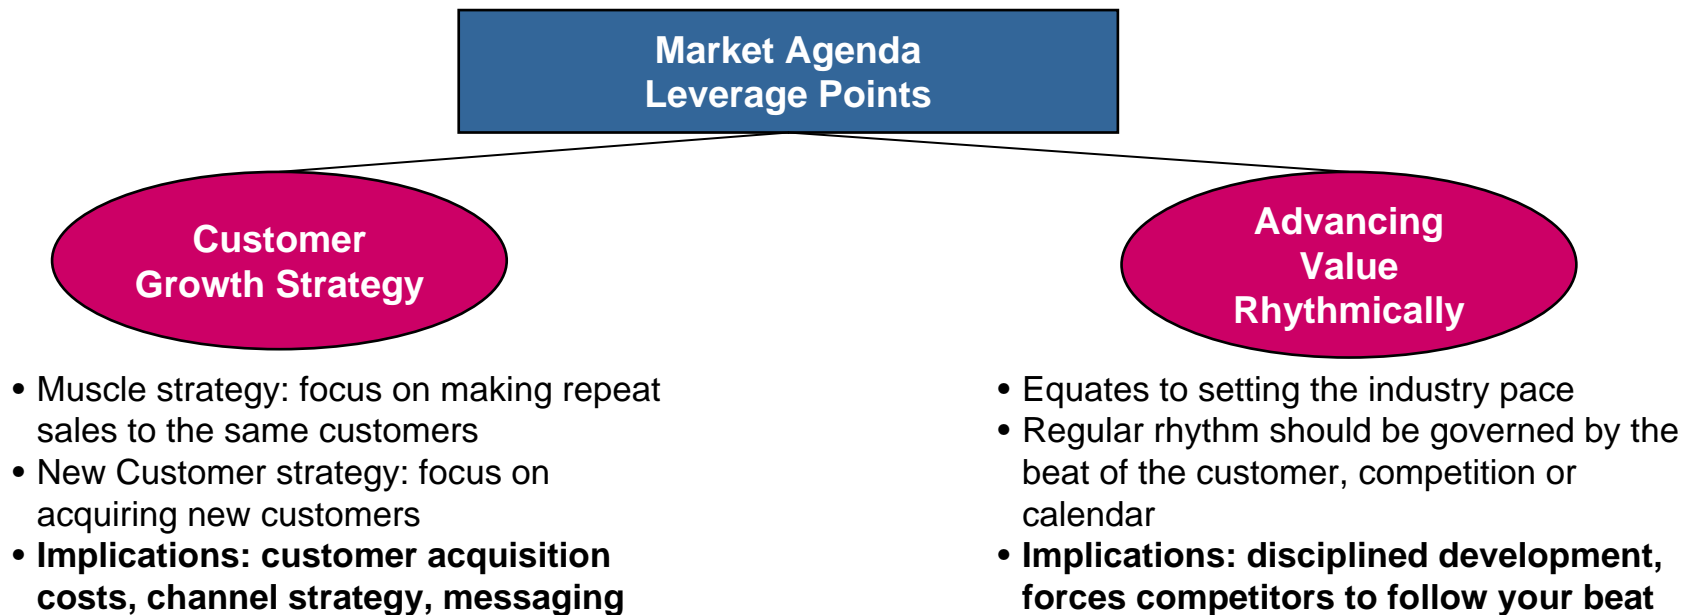 Market Agenda
Leverage Points
Customer
Growth Strategy
• Muscle strategy: focus on making repeat
sales to the same customers
• New Customer strategy: focus on
acquiring new customers
• Implications: customer acquisition
costs, channel strategy, messaging
Advancing
Value
Rhythmically
• Equates to setting the industry pace
• Regular rhythm should be governed by the
beat of the customer, competition or
calendar
• Implications: disciplined development,
forces competitors to follow your beat